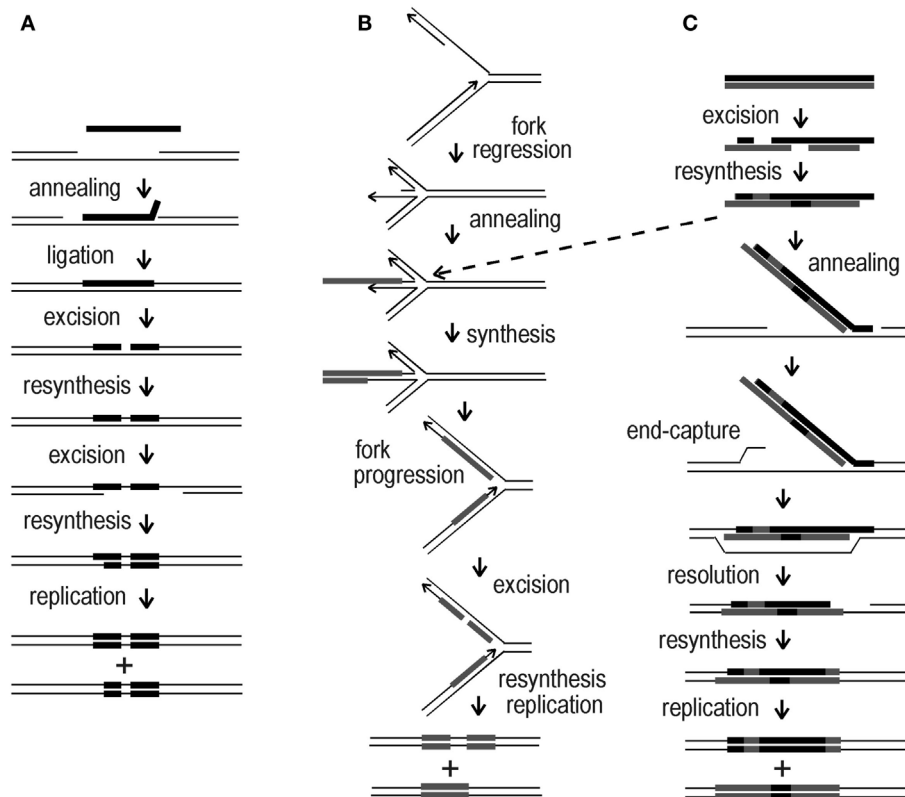 A
annealing
ligation
excision
resynthesis
excision
resynthesis
replication
+
B
fork
regression
annealing
synthesis
fork
progression
excision
resynthesis
replication
+
C
excision
resynthesis
annealing
end-capture
resolution
resynthesis
replication
+